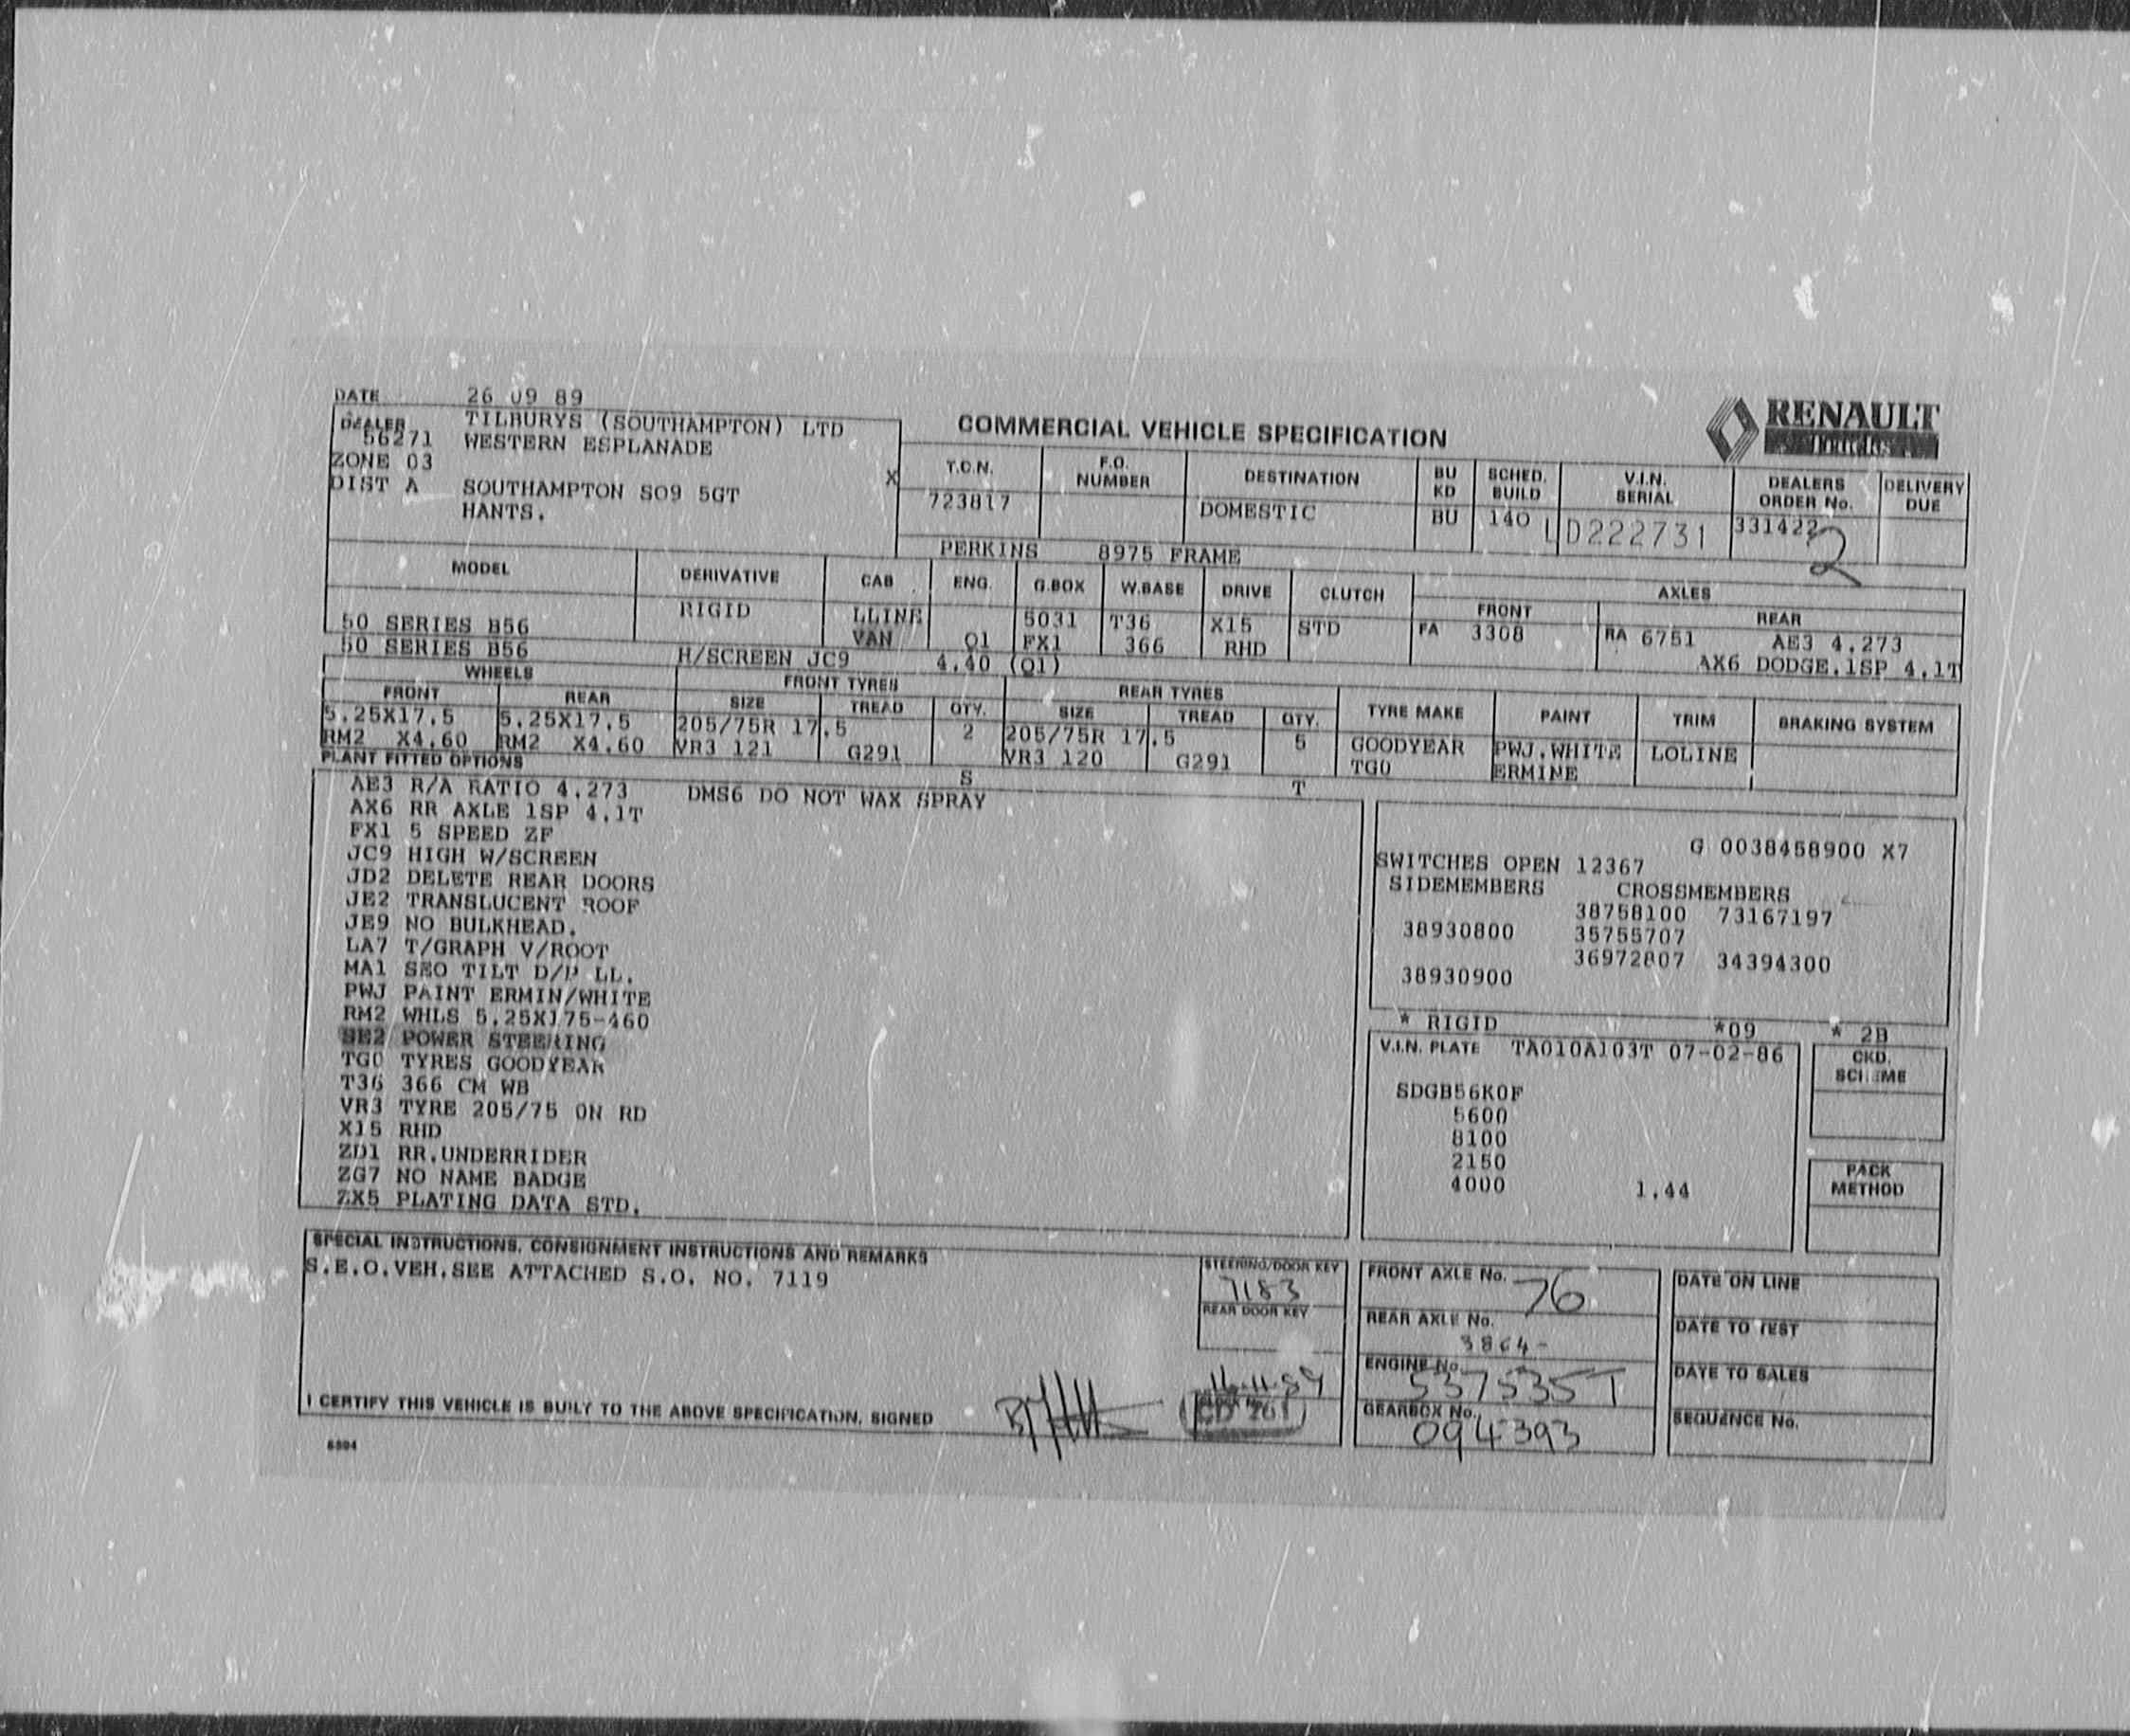 DATE 26 09 89
DEALER TILBURYS (SOUTHAMPTON) LTD
56271 WESTERN ESPLANADE
ZONE 03
DIST A SOUTHAMPTON SO9 5GT
HANTS.
X
COMMERCIAL VEHICLE SPECIFICATION
RENAULT
T.C.N. F.O. NUMBER DESTINATION BU KD SCHED. BUILD V.I.N. SERIAL DEALERS ORDER No. DELIVERY DUE
723817 DOMESTIC BU 140 LD222731 331422 2
PERKINS 8975 FRAME
MODEL DERIVATIVE CAB ENG. G.BOX W.BASE DRIVE CLUTCH AXLES
FRONT REAR
50 SERIES B56 RIGID LLINE 5031 T36 X15 STD FA 3308 RA 6751 AE3 4.273
VAN Q1 FX1 366 RHD
50 SERIES B56 H/SCREEN JC9 4.40 (Q1) AX6 DODGE.1SP 4.1T
WHEELS FRONT TYRES REAR TYRES
FRONT REAR SIZE TREAD QTY. SIZE TREAD QTY. TYRE MAKE PAINT TRIM BRAKING SYSTEM
5.25X17.5 5.25X17.5 205/75R 17.5 2 205/75R 17.5 5 GOODYEAR PWJ.WHITE LOLINE
RM2 X4.60 RM2 X4.60 VR3 121 G291 VR3 120 G291 TG0 ERMINE
PLANT FITTED OPTIONS
S T
AE3 R/A RATIO 4.273 DMS6 DO NOT WAX SPRAY
AX6 RR AXLE 1SP 4.1T
FX1 5 SPEED ZF
JC9 HIGH W/SCREEN
JD2 DELETE REAR DOORS
JE2 TRANSLUCENT ROOF
JE9 NO BULKHEAD.
LA7 T/GRAPH V/ROOT
MA1 SEO TILT D/P LL.
PWJ PAINT ERMIN/WHITE
RM2 WHLS 5.25X175-460
SE2 POWER STEERING
TG0 TYRES GOODYEAR
T36 366 CM WB
VR3 TYRE 205/75 ON RD
X15 RHD
ZD1 RR.UNDERRIDER
ZG7 NO NAME BADGE
ZX5 PLATING DATA STD.
G 0038458900 X7
SWITCHES OPEN 12367
SIDEMEMBERS CROSSMEMBERS
38758100 73167197
38930800 35755707
36972807 34394300
38930900
* RIGID *09 * 2B
V.I.N. PLATE TA010A103T 07-02-86
SDGB56K0F
5600
8100
2150
4000 1.44
CKD.
SCHEME
PACK
METHOD
SPECIAL INSTRUCTIONS, CONSIGNMENT INSTRUCTIONS AND REMARKS
S.E.O.VEH.SEE ATTACHED S.O. NO. 7119
STEERING/DOOR KEY
7183
REAR DOOR KEY
16.11.89
I CERTIFY THIS VEHICLE IS BUILT TO THE ABOVE SPECIFICATION. SIGNED
FRONT AXLE No. 76
REAR AXLE No.
3864-
ENGINE No.
537535T
GEARBOX No.
094393
DATE ON LINE
DATE TO TEST
DATE TO SALES
SEQUENCE No.